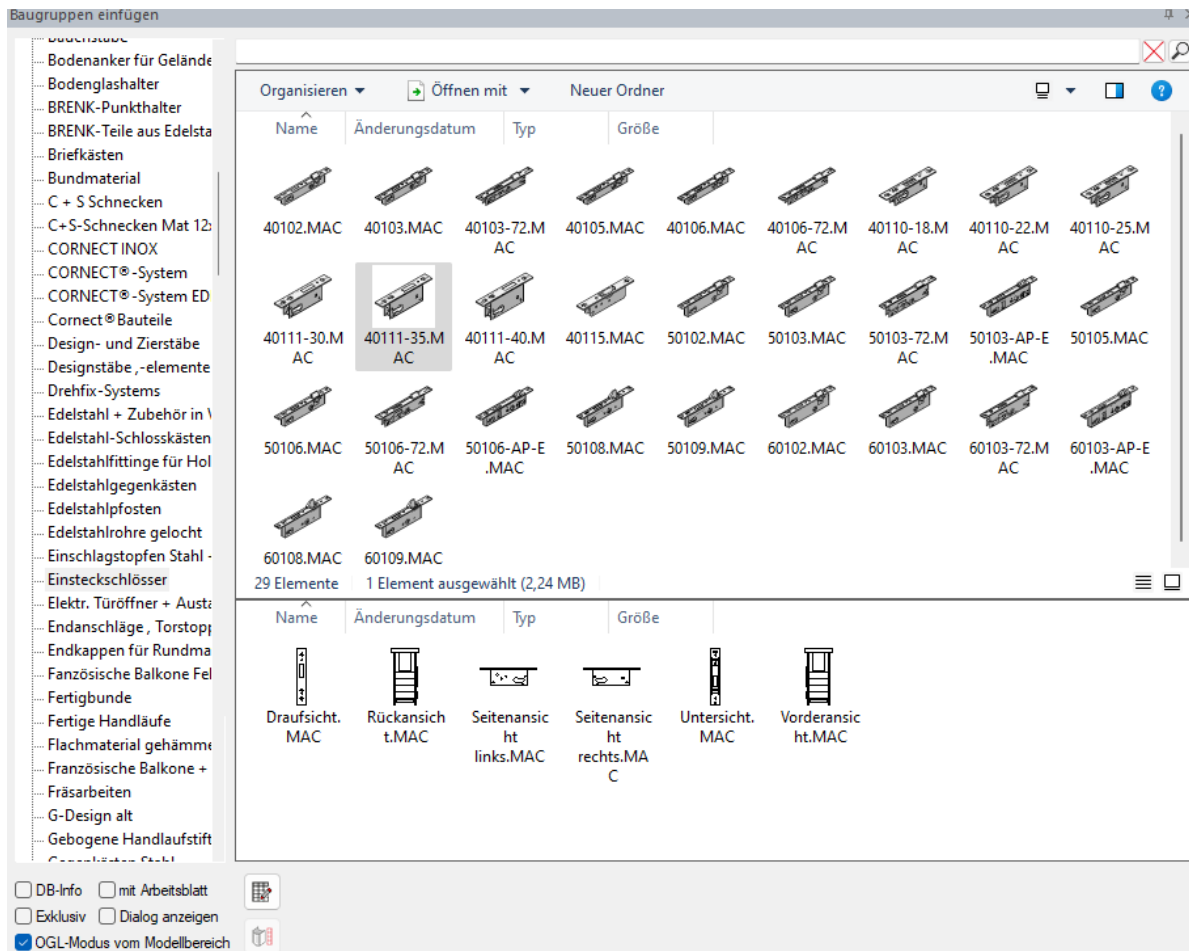 Baugruppen einfügen
Bodenanker für Gelände
Bodenglashalter
BRENK-Punkthalter
BRENK-Teile aus Edelsta
Briefkästen
Bundmaterial
C + S Schnecken
C+S-Schnecken Mat 12
CORNECT INOX
CORNECT®-System
CORNECT®-System ED
Cornect®Bauteile
Design- und Zierstäbe
Designstäbe ,-elemente
Drehfix-Systems
Edelstahl + Zubehör in
Edelstahl-Schlosskästen
Edelstahlfittinge für Hol
Edelstahlgegenkästen
Edelstahlpfosten
Edelstahlrohre gelocht
Einschlagstopfen Stahl -
Einsteckschlösser
Elektr. Türöffner + Austa
Endanschläge , Torstopp
Endkappen für Rundma
Fanzösische Balkone Fel
Fertigbunde
Fertige Handläufe
Flachmaterial gehämme
Französische Balkone +
Fräsarbeiten
G-Design alt
Gebogene Handlaufstift
Organisieren
Öffnen mit
Neuer Ordner
Name Änderungsdatum Typ Größe
40102.MAC 40103.MAC 40103-72.M 40105.MAC 40106.MAC 40106-72.M 40110-18.M 40110-22.M 40110-25.M
AC AC AC AC AC
40111-30.M 40111-35.M 40111-40.M 40115.MAC 50102.MAC 50103.MAC 50103-72.M 50103-AP-E 50105.MAC
AC AC AC AC .MAC
50106.MAC 50106-72.M 50106-AP-E 50108.MAC 50109.MAC 60102.MAC 60103.MAC 60103-72.M 60103-AP-E
AC .MAC AC .MAC
60108.MAC 60109.MAC
29 Elemente 1 Element ausgewählt (2,24 MB)
Name Änderungsdatum Typ Größe
Draufsicht. Rückansich Seitenansic Seitenansic Untersicht. Vorderansic
MAC t.MAC ht ht MAC ht.MAC
links.MAC rechts.MA
C
DB-Info mit Arbeitsblatt
Exklusiv Dialog anzeigen
OGL-Modus vom Modellbereich